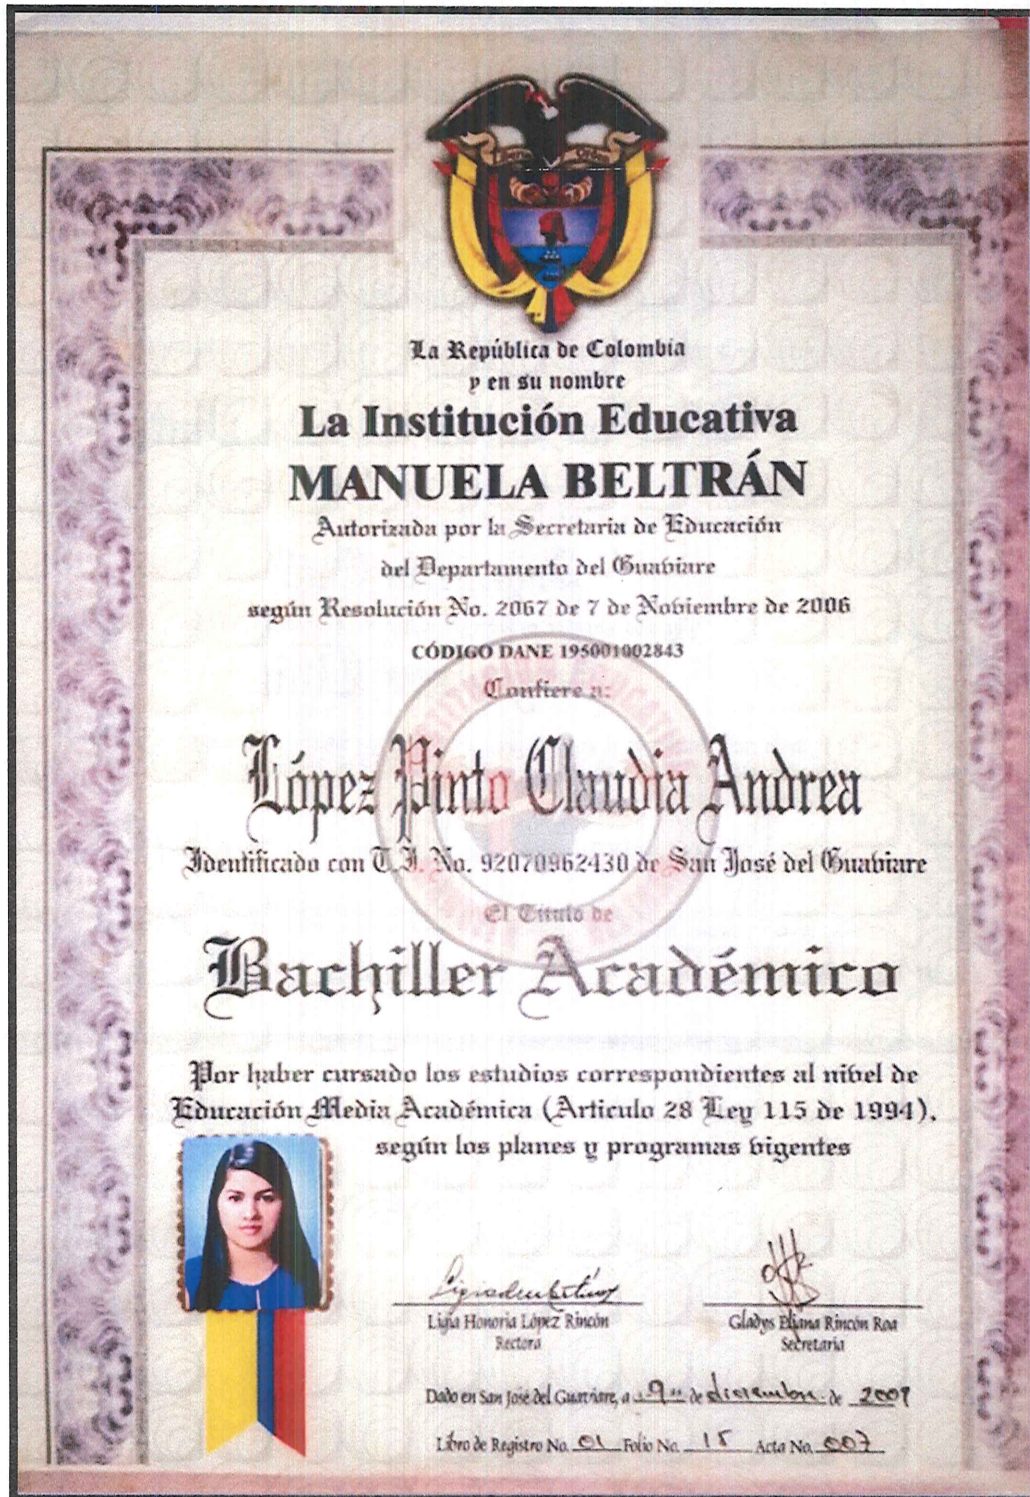 Libertad y Orden
La República de Colombia
y en su nombre
La Institución Educativa
MANUELA BELTRÁN
Autorizada por la Secretaria de Educación
del Departamento del Guaviare
según Resolución No. 2067 de 7 de Noviembre de 2006
CÓDIGO DANE 195001002843
Confiere a:
López Pinto Claudia Andrea
Identificado con T.I. No. 92070962430 de San José del Guaviare
El Titulo de
Bachiller Académico
Por haber cursado los estudios correspondientes al nivel de
Educación Media Académica (Articulo 28 Ley 115 de 1994),
según los planes y programas vigentes
Ligia Honoria López Rincón
Rectora
Gladys Eliana Rincón Roa
Secretaria
Dado en San José del Guaviare, a 9 de diciembre de 2009
Libro de Registro No. 01 Folio No. 15 Acta No. 007